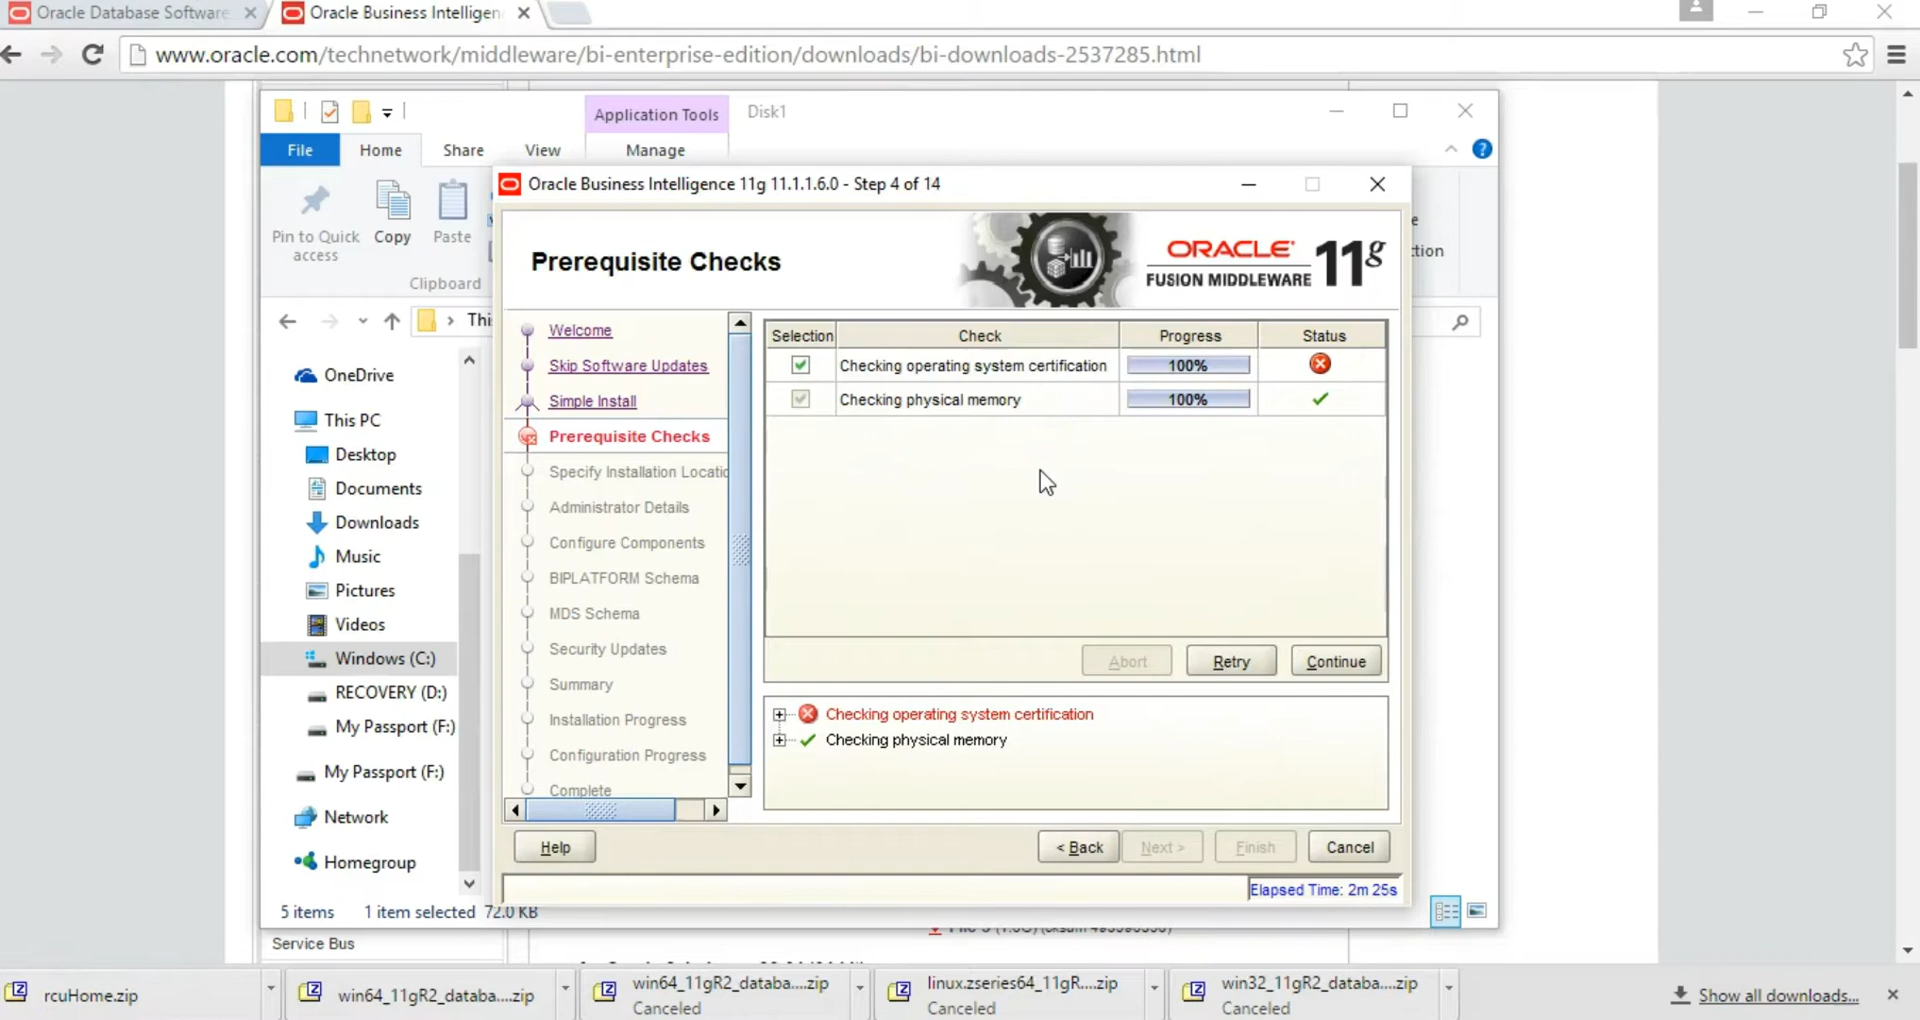 Oracle Database Software
Oracle Business Intelligen
www.oracle.com/technetwork/middleware/bi-enterprise-edition/downloads/bi-downloads-2537285.html
Application Tools
Disk1
File
Home
Share
View
Manage
Pin to Quick
access
Copy
Paste
Clipboard
Oracle Business Intelligence 11g 11.1.1.6.0 - Step 4 of 14
Prerequisite Checks
ORACLE
FUSION MIDDLEWARE
11g
Welcome
Skip Software Updates
Simple Install
Prerequisite Checks
Specify Installation Locatio
Administrator Details
Configure Components
BIPLATFORM Schema
MDS Schema
Security Updates
Summary
Installation Progress
Configuration Progress
Complete
Selection
Check
Progress
Status
Checking operating system certification
100%
Checking physical memory
100%
Abort
Retry
Continue
Checking operating system certification
Checking physical memory
Help
< Back
Next >
Finish
Cancel
Elapsed Time: 2m 25s
OneDrive
This PC
Desktop
Documents
Downloads
Music
Pictures
Videos
Windows (C:)
RECOVERY (D:)
My Passport (F:)
My Passport (F:)
Network
Homegroup
5 items
1 item selected 72.0 KB
Service Bus
rcuHome.zip
win64_11gR2_databa....zip
win64_11gR2_databa....zip
Canceled
linux.zseries64_11gR....zip
Canceled
win32_11gR2_databa....zip
Canceled
Show all downloads...